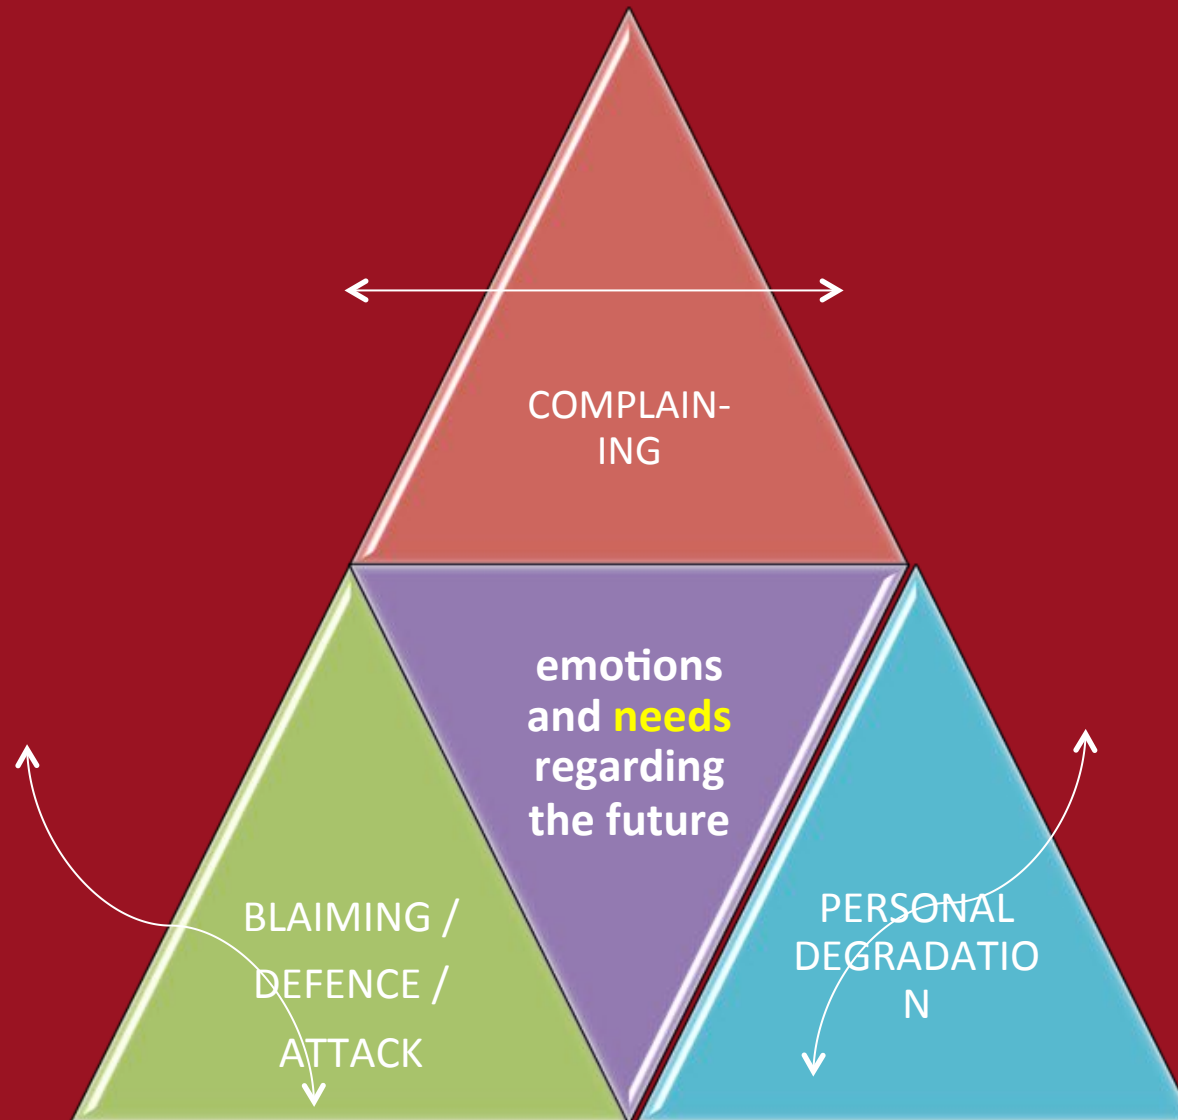 COMPLAIN-
ING
emotions
and needs
regarding
the future
BLAIMING /
DEFENCE /
ATTACK
PERSONAL
DEGRADATIO
N